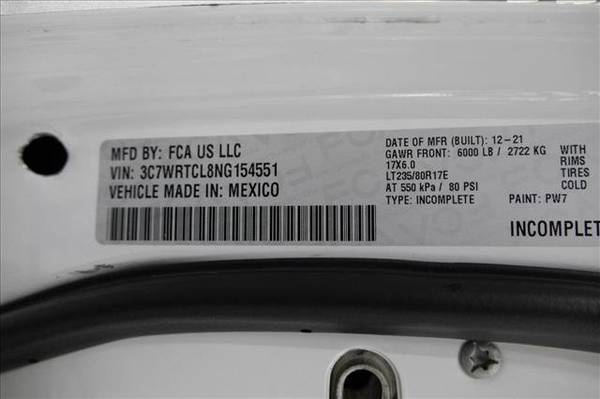 MFD BY: FCA US LLC
VIN: 3C7WRTCL8NG154551
VEHICLE MADE IN: MEXICO
DATE OF MFR (BUILT): 12-21
GAWR FRONT: 6000 LB / 2722 KG WITH
17X6.0 RIMS
LT235/80R17E TIRES
AT 550 kPa / 80 PSI COLD
TYPE: INCOMPLETE PAINT: PW7
INCOMPLET